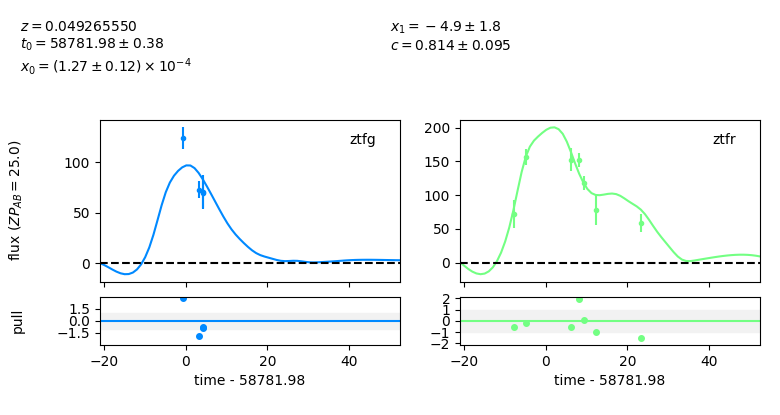 z = 0.049265550
t₀ = 58781.98 ± 0.38
x₀ = (1.27 ± 0.12) × 10⁻⁴
x₁ = −4.9 ± 1.8
c = 0.814 ± 0.095
flux (ZP_AB = 25.0)
ztfg
100
50
0
ztfr
200
150
100
50
0
pull
1.5
0.0
−1.5
−20
0
20
40
time - 58781.98
2
1
0
−1
−2
−20
0
20
40
time - 58781.98